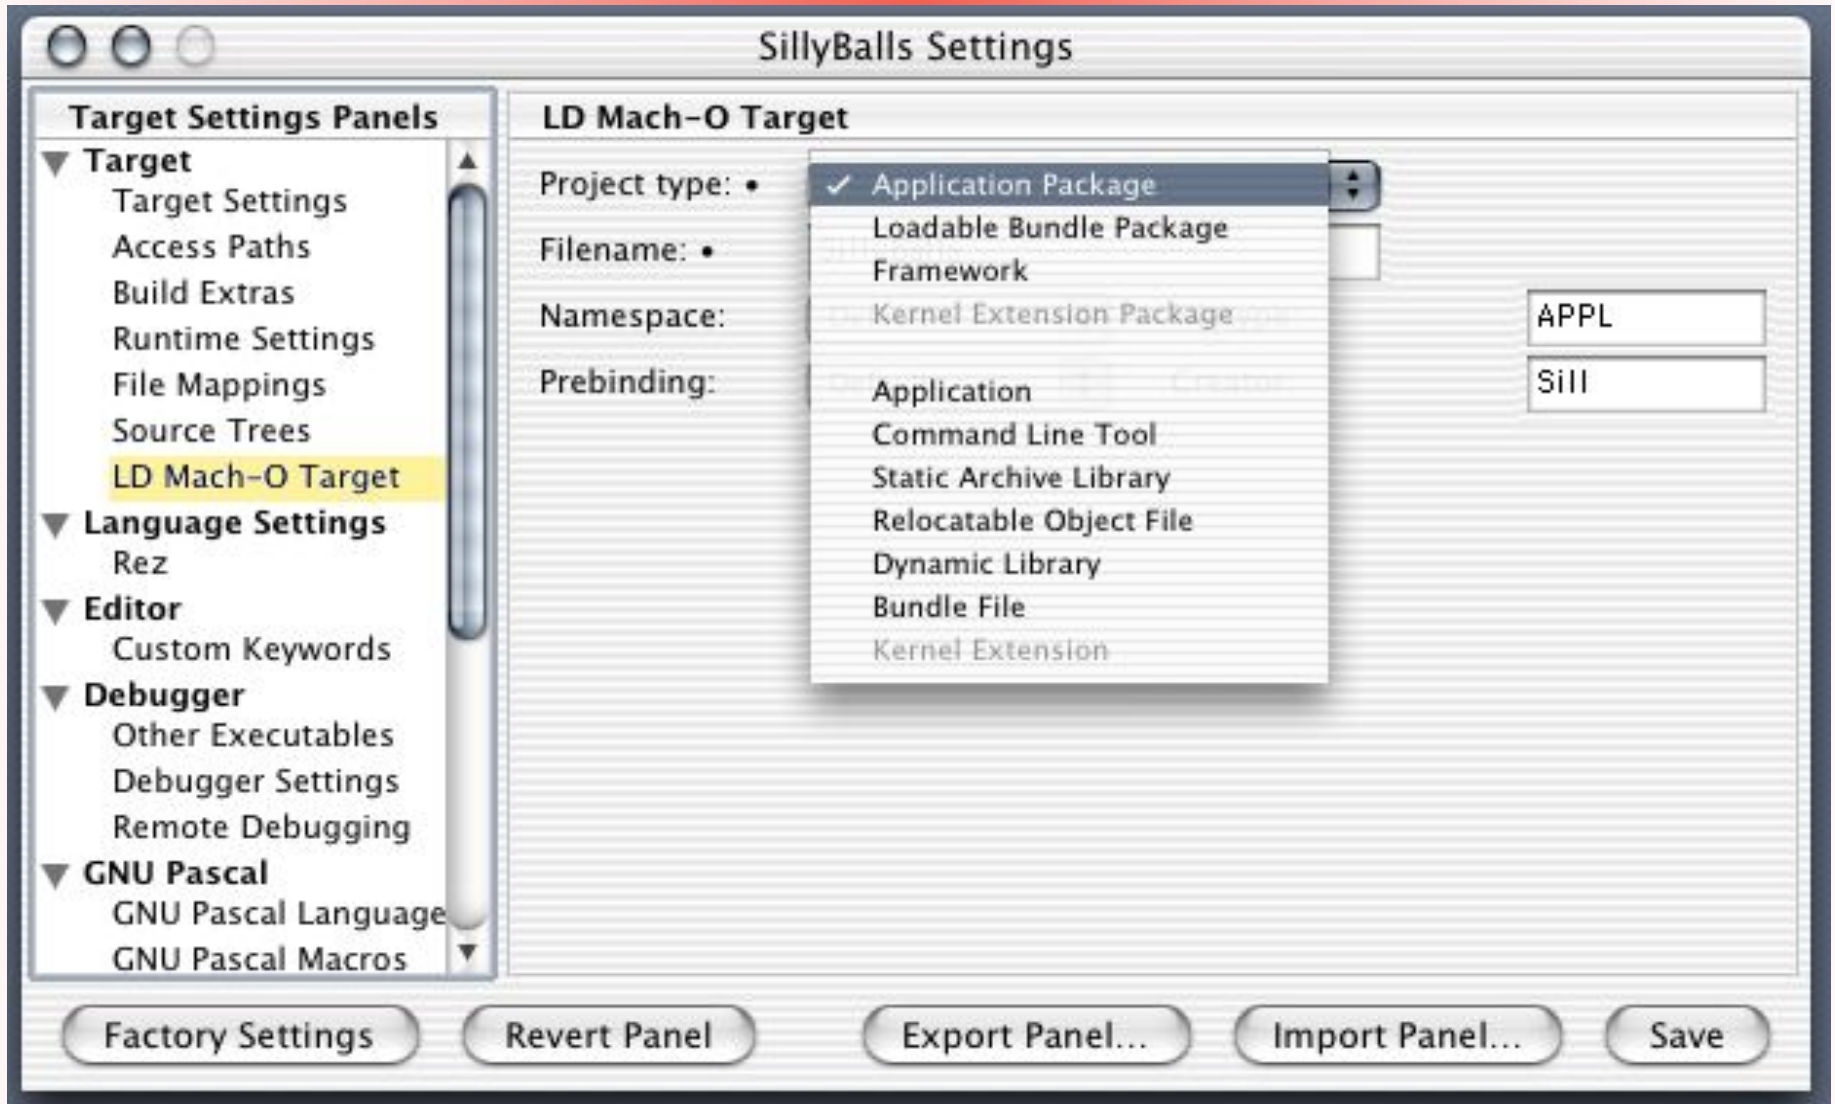 SillyBalls Settings
Target Settings Panels
Target
Target Settings
Access Paths
Build Extras
Runtime Settings
File Mappings
Source Trees
LD Mach-O Target
Language Settings
Rez
Editor
Custom Keywords
Debugger
Other Executables
Debugger Settings
Remote Debugging
GNU Pascal
GNU Pascal Language
GNU Pascal Macros
LD Mach-O Target
Project type: •
Filename: •
Namespace:
Prebinding:
✓ Application Package
Loadable Bundle Package
Framework
Kernel Extension Package
Application
Command Line Tool
Static Archive Library
Relocatable Object File
Dynamic Library
Bundle File
Kernel Extension
Creator:
APPL
Sill
Factory Settings
Revert Panel
Export Panel...
Import Panel...
Save